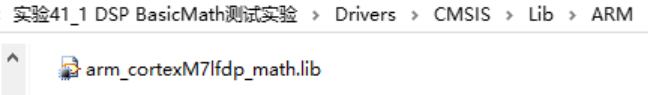 实验41_1 DSP BasicMath测试实验 > Drivers > CMSIS > Lib > ARM
arm_cortexM7lfdp_math.lib